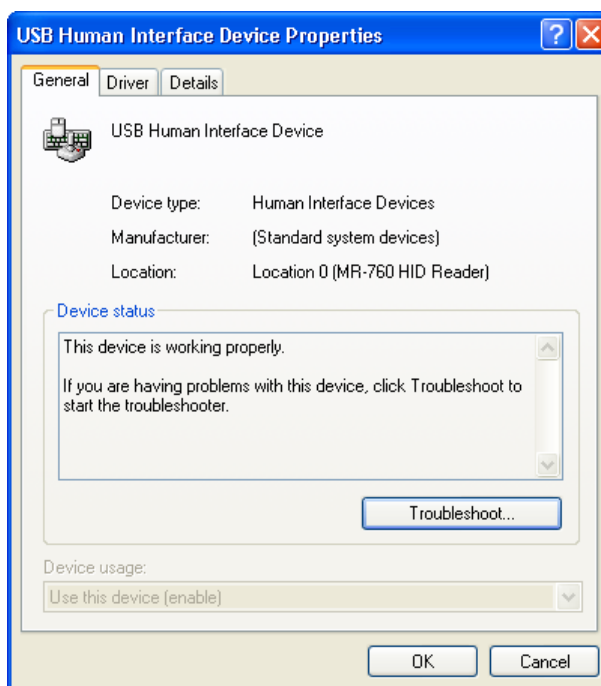 USB Human Interface Device Properties
General Driver Details
USB Human Interface Device
Device type: Human Interface Devices
Manufacturer: (Standard system devices)
Location: Location 0 (MR-760 HID Reader)
Device status
This device is working properly.
If you are having problems with this device, click Troubleshoot to
start the troubleshooter.
Troubleshoot...
Device usage:
Use this device (enable)
OK Cancel